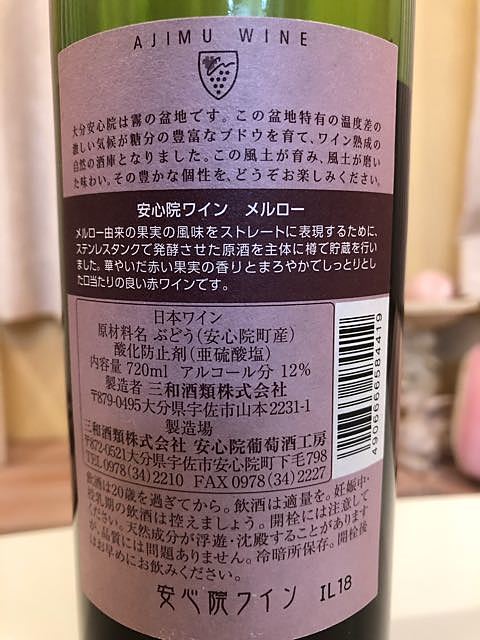 AJIMU WINE
大分安心院は霧の盆地です。この盆地特有の温度差の
激しい気候が糖分の豊富なブドウを育て、ワイン熟成の
自然の酒庫となりました。この風土が育み、風土が磨い
た味わい。その豊かな個性を、どうぞお楽しみください。
安心院ワイン メルロー
メルロー由来の果実の風味をストレートに表現するために、
ステンレスタンクで発酵させた原酒を主体に樽で貯蔵を行い
ました。華やいだ赤い果実の香りとまろやかでしっとりとし
た口当たりの良い赤ワインです。
日本ワイン
原材料名 ぶどう(安心院町産)
酸化防止剤(亜硫酸塩)
内容量 720ml アルコール分 12%
製造者 三和酒類株式会社
〒879-0495大分県宇佐市山本2231-1
製造場
三和酒類株式会社 安心院葡萄酒工房
〒872-0521大分県宇佐市安心院町下毛798
TEL 0978(34)2210 FAX 0978(34)2227
4906666584419
飲酒は20歳を過ぎてから。飲酒は適量を。妊娠中・
授乳期の飲酒は控えましょう。開栓には注意して
ください。天然成分が浮遊・沈殿することがあります
が、品質には問題ありません。冷暗所保存。開栓後
はお早めにお飲みください。
安心院ワイン IL18